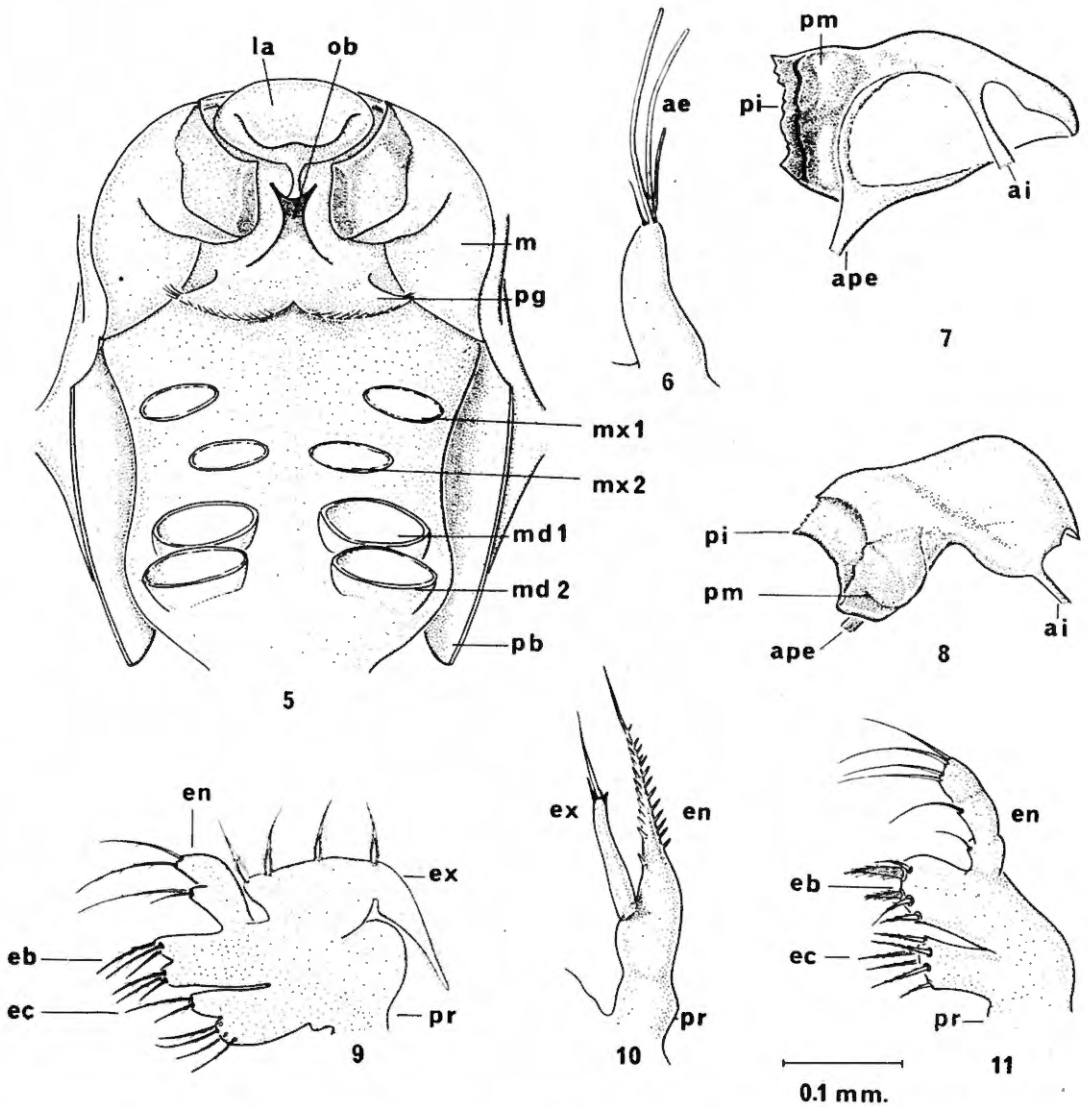 la ob
m
pg
mx1
mx2
md1
md2
pb
5
ae
6
pm
pi
ai
ape
7
pi
pm
ape
ai
8
en
ex
eb
ec
pr
9
ex
en
pr
10
en
eb
ec
pr
11
0.1 mm.